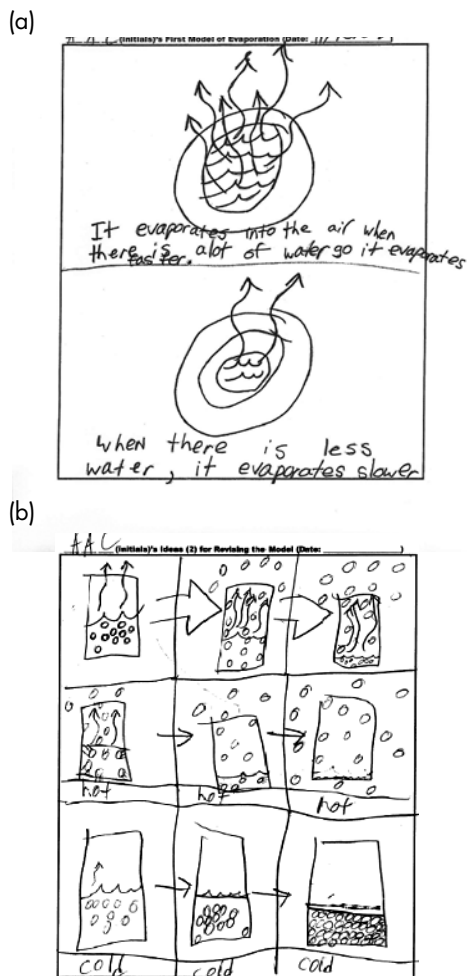 (a)
(initials)'s First Model of Evaporation (Date:
It evaporates into the air when
there is alot of water go it evaporates
faster.
when there is less
water, it evaporates slower
(b)
AAC (initials)'s Ideas (2) for Revising the Model (Date: )
hot
hot
hot
cold
cold
cold